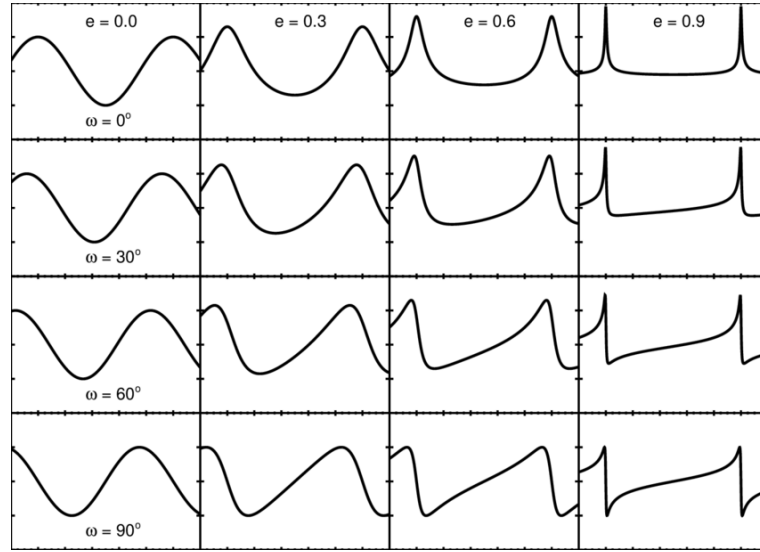 e = 0.0
e = 0.3
e = 0.6
e = 0.9
ω = 0°
ω = 30°
ω = 60°
ω = 90°